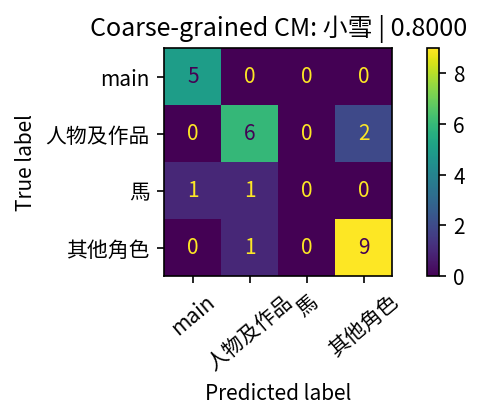 Coarse-grained CM: 小雪 | 0.8000
True label
main 5 0 0 0
人物及作品 0 6 0 2
馬 1 1 0 0
其他角色 0 1 0 9
main 人物及作品 馬 其他角色
Predicted label
8
6
4
2
0